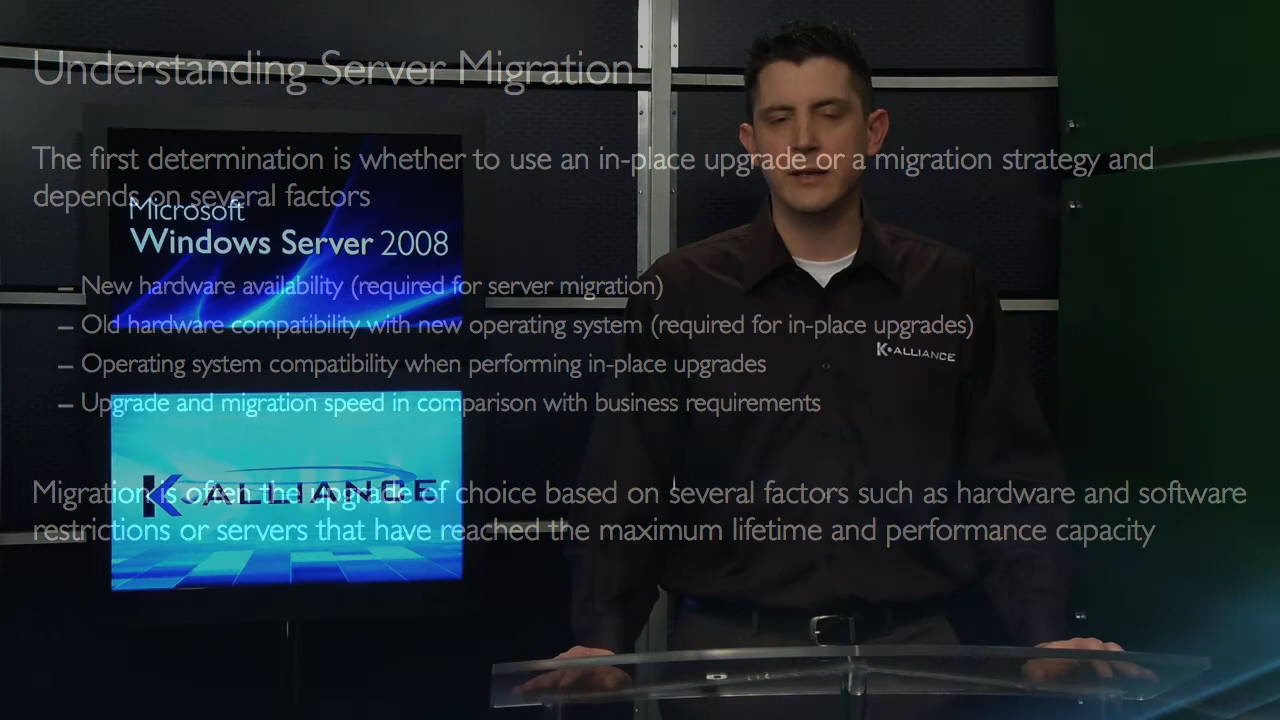 Understanding Server Migration
The first determination is whether to use an in-place upgrade or a migration strategy and
depends on several factors
Microsoft
Windows Server 2008
– New hardware availability (required for server migration)
– Old hardware compatibility with new operating system (required for in-place upgrades)
K•ALLIANCE
– Operating system compatibility when performing in-place upgrades
– Upgrade and migration speed in comparison with business requirements
K•ALLIANCE
Migration is often the upgrade of choice based on several factors such as hardware and software
restrictions or servers that have reached the maximum lifetime and performance capacity